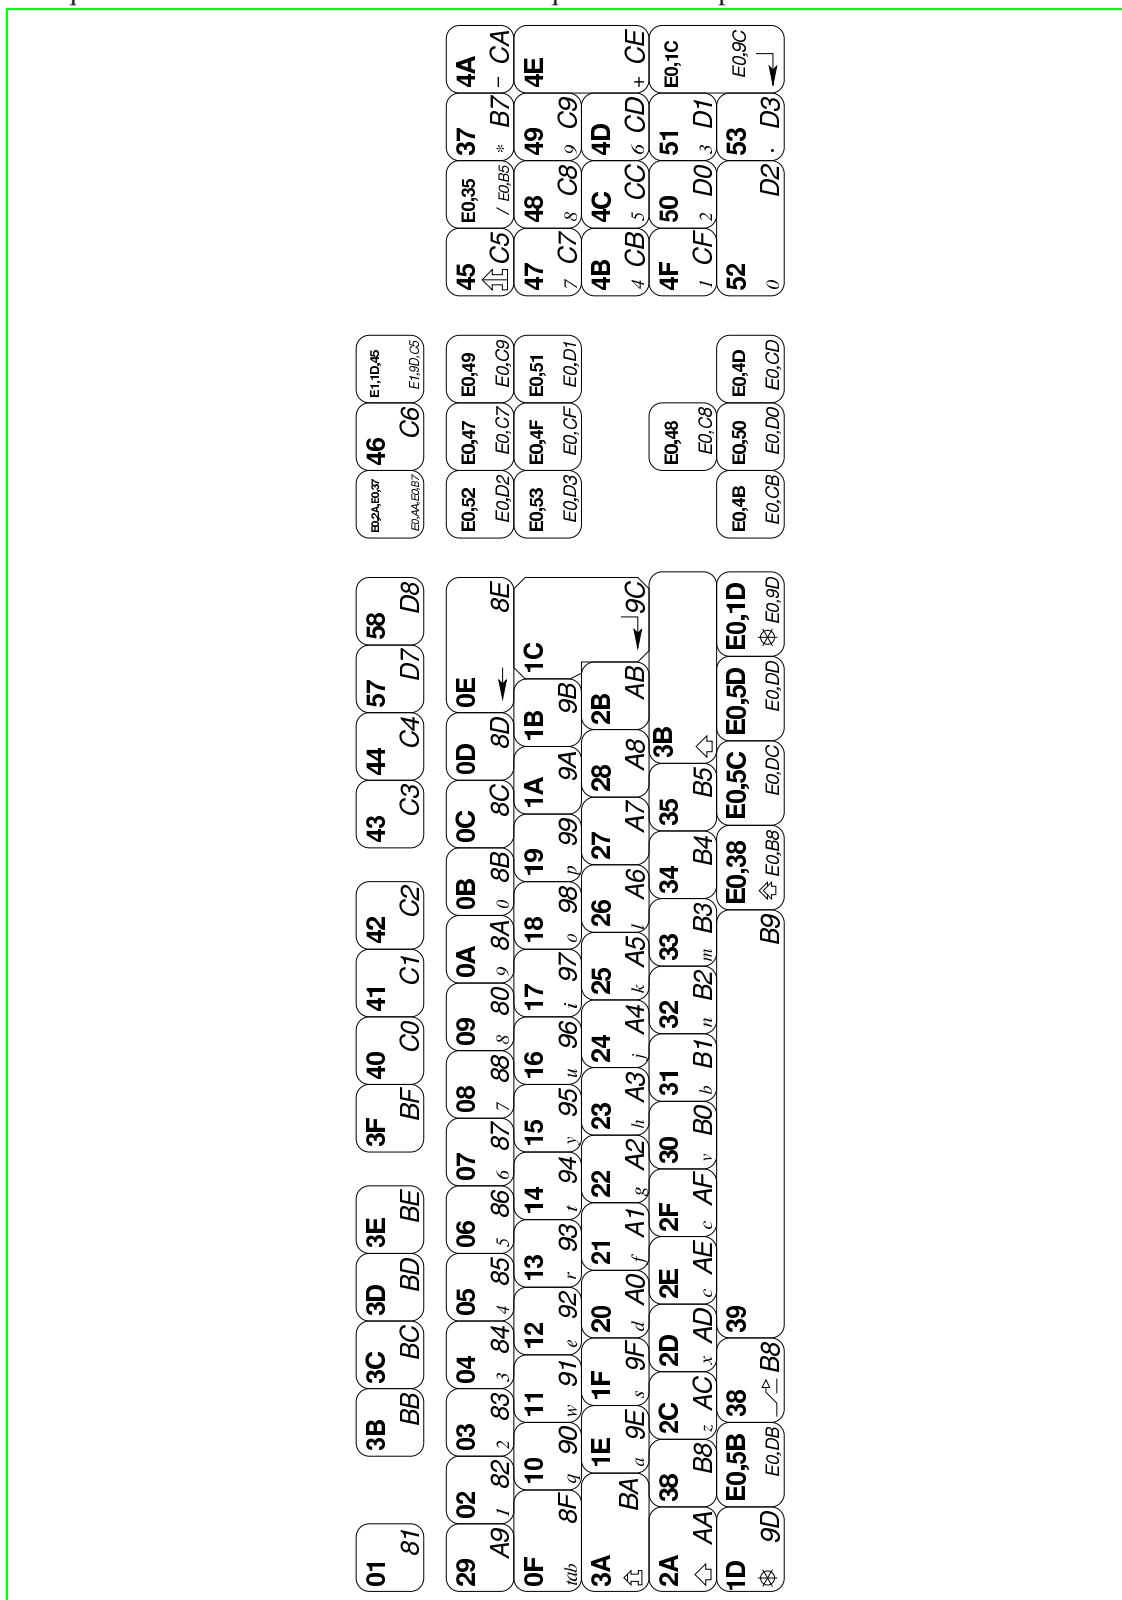 01 3B 3C 3D 3E 3F 40 41 42 43 44 57 58 E0,2A,E0,37 46 E1,1D,45
81 BB BC BD BE BF C0 C1 C2 C3 C4 D7 D8 E0,AA,E0,B7 C6 E1,9D,C5
29 02 03 04 05 06 07 08 09 0A 0B 0C 0D 0E E0,52 E0,47 E0,49 45 E0,35 37 4A
A9 1 82 2 83 3 84 4 85 5 86 6 87 7 88 8 80 9 8A 0 8B 8C 8D 8E E0,D2 E0,C7 E0,C9 C5 / E0,B5 * B7 - CA
0F 10 11 12 13 14 15 16 17 18 19 1A 1B 1C E0,53 E0,4F E0,51 47 48 49 4E
tab 8F q 90 w 91 e 92 r 93 t 94 y 95 u 96 i 97 o 98 p 99 9A 9B E0,D3 E0,CF E0,D1 7 C7 8 C8 9 C9
3A 1E 1F 20 21 22 23 24 25 26 27 28 2B 4B 4C 4D
BA a 9E s 9F d A0 f A1 g A2 h A3 j A4 k A5 l A6 A7 A8 AB 9C 4 CB 5 CC 6 CD + CE
2A 38 2C 2D 2E 2F 30 31 32 33 34 35 3B E0,48 4F 50 51 E0,1C
AA B8 z AC x AD c AE c AF v B0 b B1 n B2 m B3 B4 B5 E0,C8 1 CF 2 D0 3 D1
1D E0,5B 38 39 E0,38 E0,5C E0,5D E0,1D E0,4B E0,50 E0,4D 52 53
9D E0,DB B8 B9 E0,B8 E0,DC E0,DD E0,9D E0,CB E0,D0 E0,CD 0 D2 . D3 E0,9C